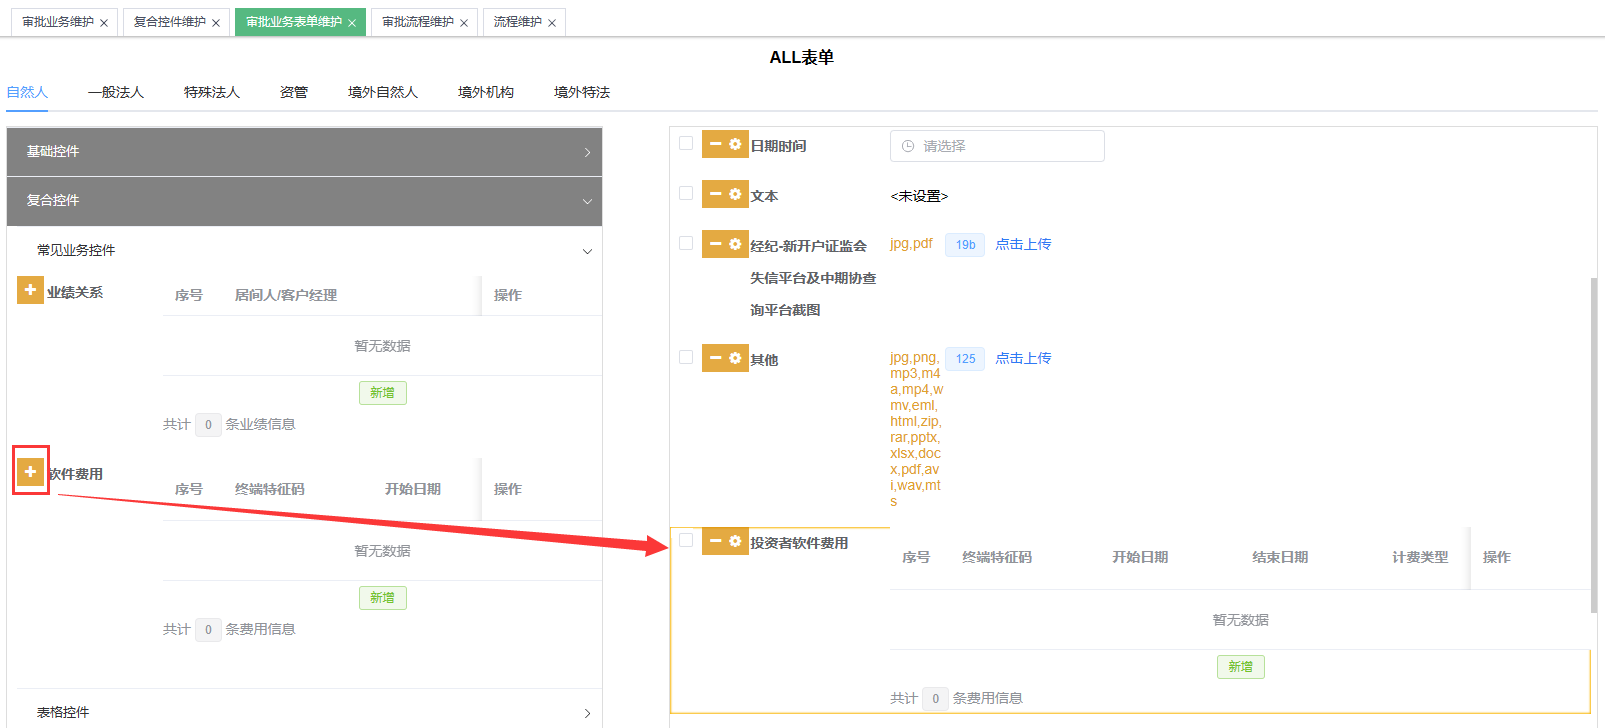 审批业务维护 × 复合控件维护 × 审批业务表单维护 × 审批流程维护 × 流程维护 ×
ALL表单
自然人 一般法人 特殊法人 资管 境外自然人 境外机构 境外特法
基础控件
复合控件
常见业务控件
业绩关系
序号 居间人/客户经理 操作
暂无数据
新增
共计 0 条业绩信息
软件费用
序号 终端特征码 开始日期 操作
暂无数据
新增
共计 0 条费用信息
表格控件
日期时间 请选择
文本 <未设置>
经纪-新开户证监会 jpg,pdf 19b 点击上传
失信平台及中期协查
询平台截图
其他 jpg,png, 125 点击上传
mp3,m4
a,mp4,w
mv,eml,
html,zip,
rar,pptx,
xlsx,doc
x,pdf,av
i,wav,mt
s
投资者软件费用
序号 终端特征码 开始日期 结束日期 计费类型 操作
暂无数据
新增
共计 0 条费用信息